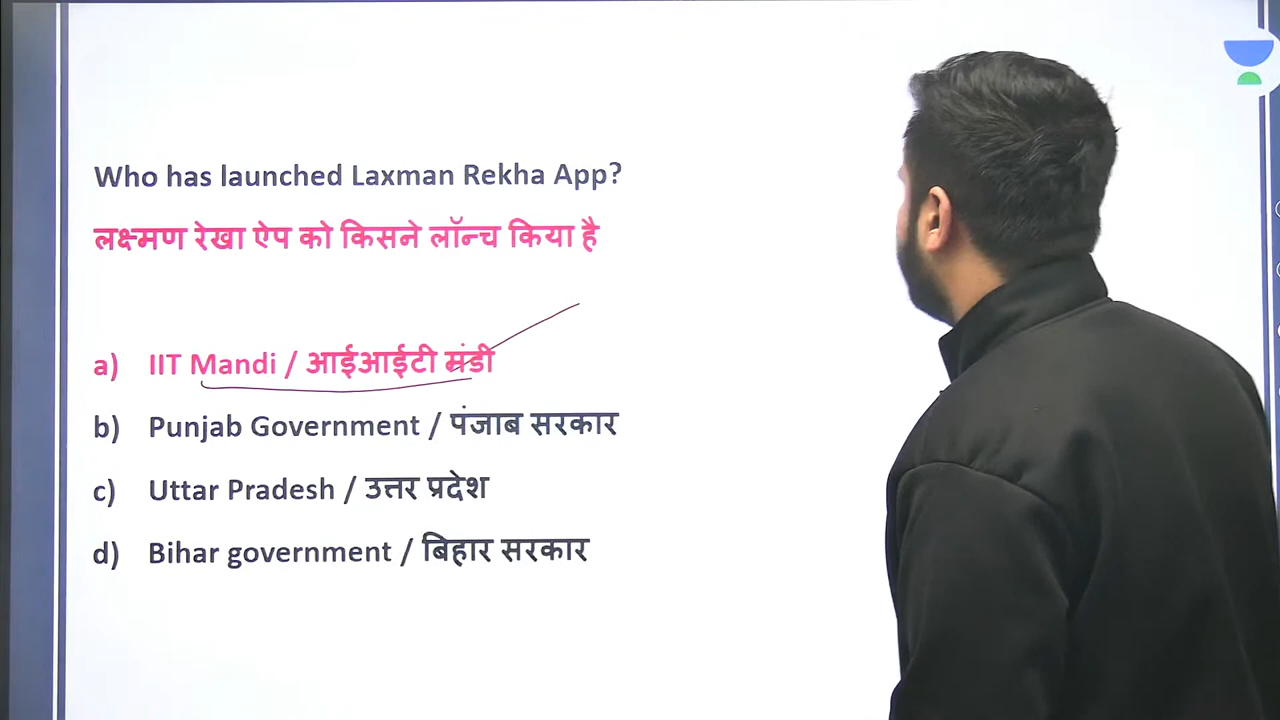 Who has launched Laxman Rekha App?
लक्ष्मण रेखा ऐप को किसने लॉन्च किया है
a) IIT Mandi / आईआईटी मंडी
b) Punjab Government / पंजाब सरकार
c) Uttar Pradesh / उत्तर प्रदेश
d) Bihar government / बिहार सरकार